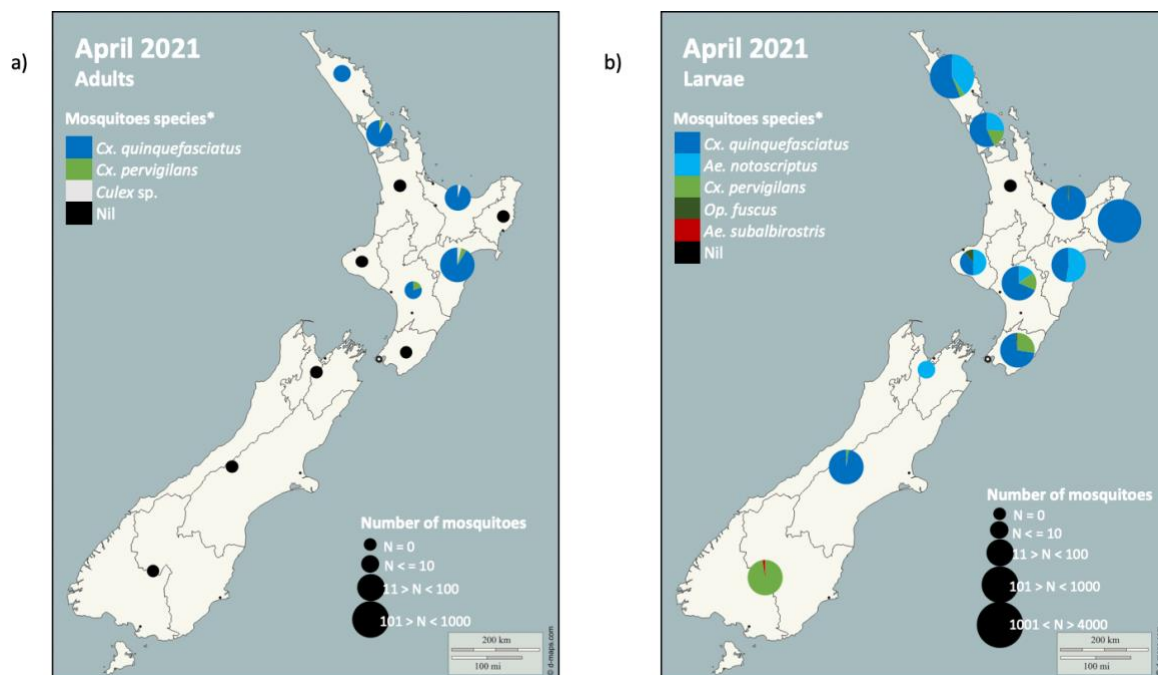 a)
April 2021
Adults
Mosquitoes species*
Cx. quinquefasciatus
Cx. pervigilans
Culex sp.
Nil
Number of mosquitoes
N = 0
N < = 10
11 > N < 100
101 > N < 1000
200 km
100 mi
© d-maps.com
b)
April 2021
Larvae
Mosquitoes species*
Cx. quinquefasciatus
Ae. notoscriptus
Cx. pervigilans
Op. fuscus
Ae. subalbirostris
Nil
Number of mosquitoes
N = 0
N < = 10
11 > N < 100
101 > N < 1000
1001 < N > 4000
200 km
100 mi
© d-maps.com